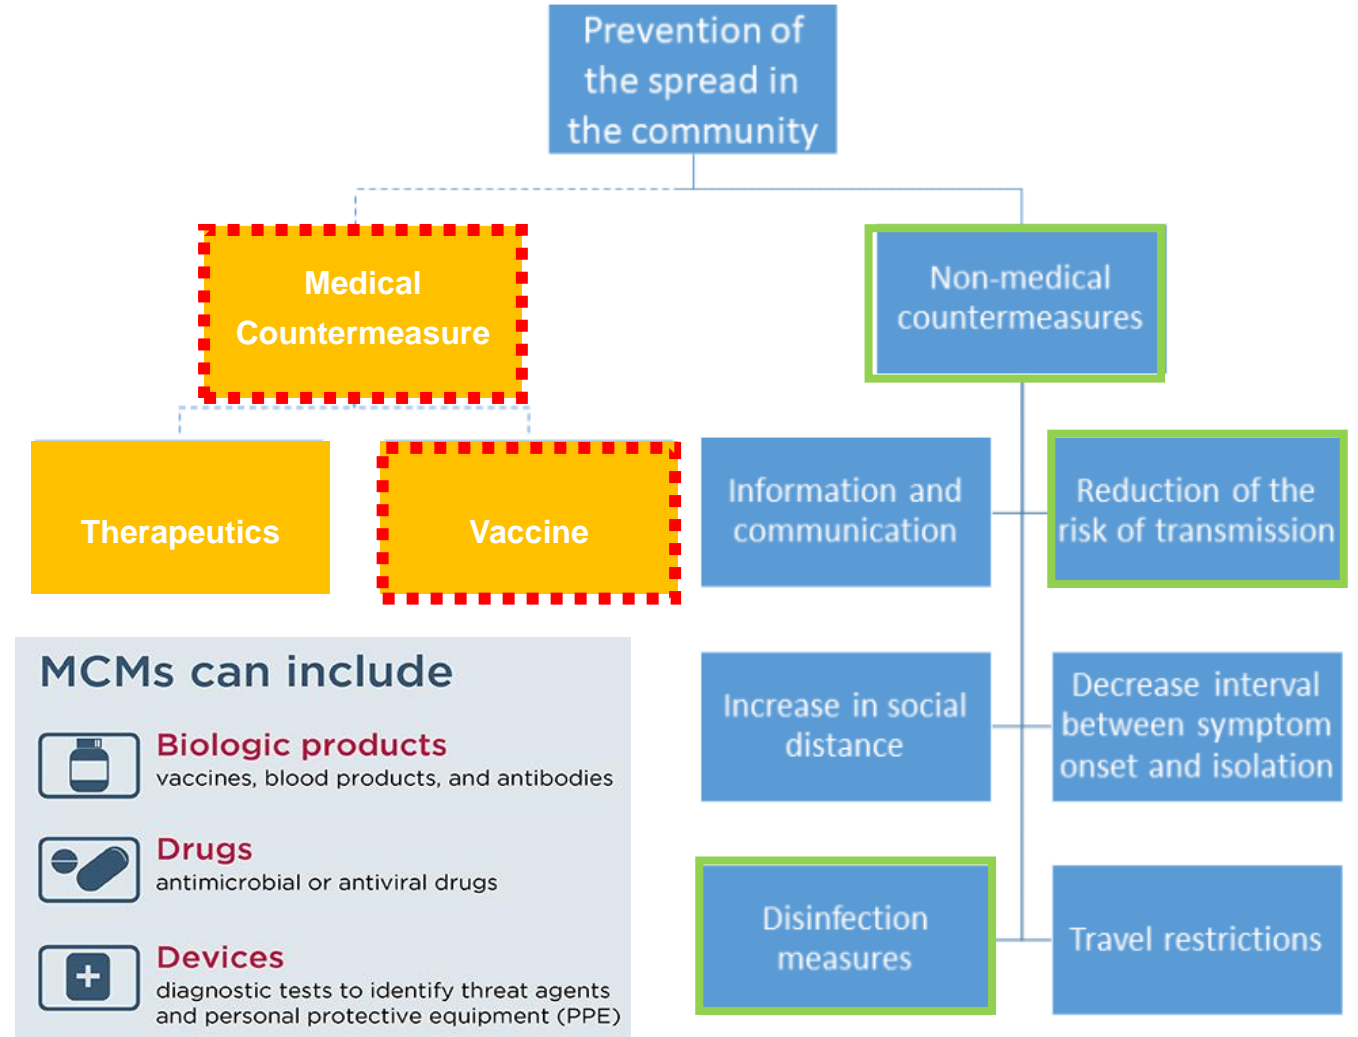 Prevention of
the spread in
the community
Medical
Countermeasure
Non-medical
countermeasures
Therapeutics
Vaccine
Information and
communication
Reduction of the
risk of transmission
Increase in social
distance
Decrease interval
between symptom
onset and isolation
Disinfection
measures
Travel restrictions
MCMs can include
Biologic products
vaccines, blood products, and antibodies
Drugs
antimicrobial or antiviral drugs
Devices
diagnostic tests to identify threat agents
and personal protective equipment (PPE)